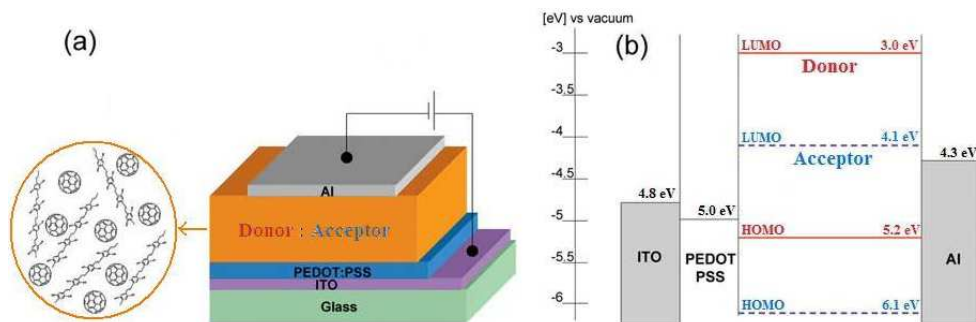 (a)
Al
Donor : Acceptor
PEDOT:PSS
ITO
Glass
[eV] vs vacuum
(b)
-3
-3,5
-4
-4,5
-5
-5,5
-6
LUMO 3.0 eV
Donor
LUMO 4.1 eV
Acceptor
4.3 eV
4.8 eV
5.0 eV
HOMO 5.2 eV
ITO
PEDOT
PSS
Al
HOMO 6.1 eV